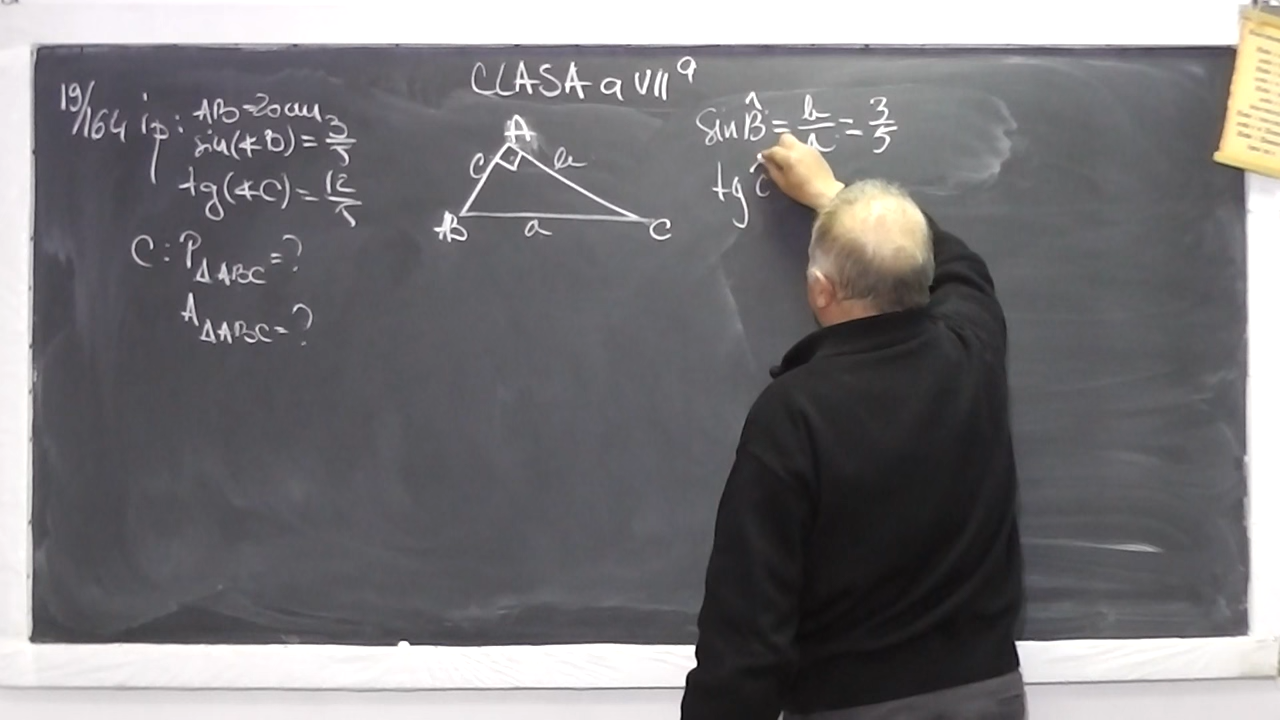 CLASA a VII a
19/164 ip: AB=20cm
sin(∢B)=3/5
tg(∢C)=12/5
C: P△ABC=?
A△ABC=?
A
c b
B a C
sin B̂ = b/a = 3/5
tg Ĉ